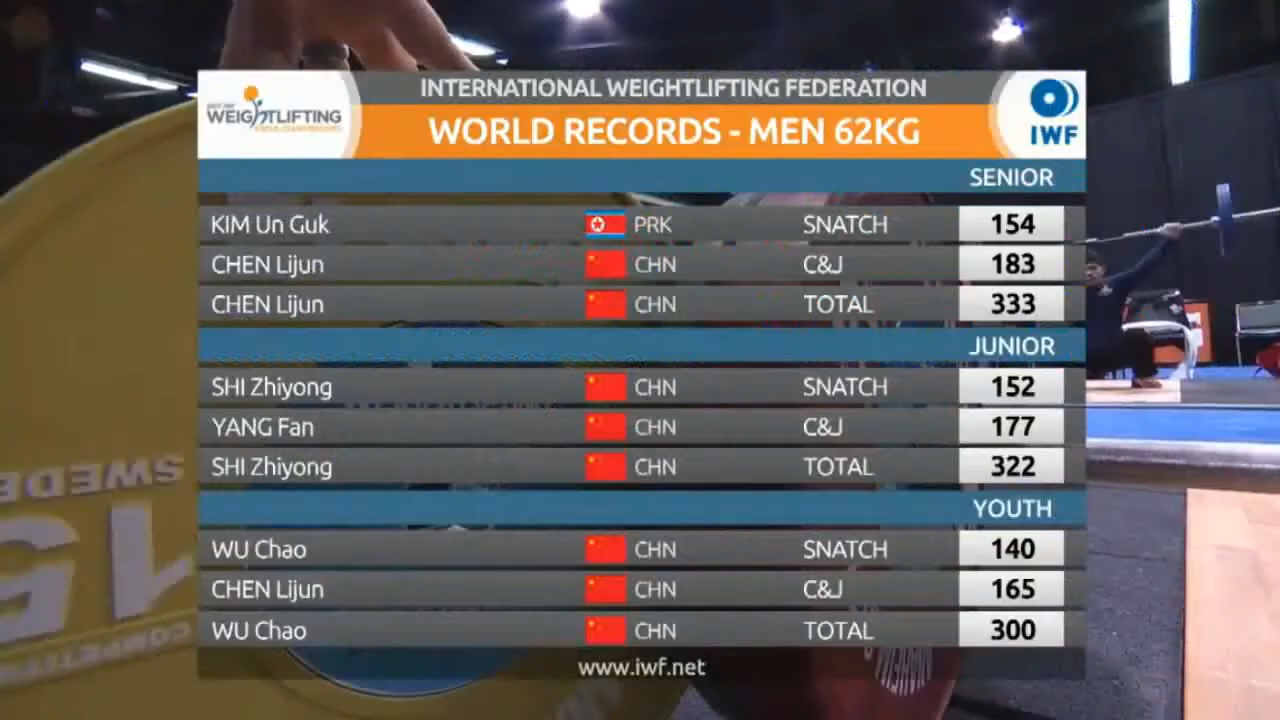 INTERNATIONAL WEIGHTLIFTING FEDERATION
WEIGHTLIFTING
WORLD RECORDS - MEN 62KG
IWF
SENIOR
KIM Un Guk PRK SNATCH 154
CHEN Lijun CHN C&J 183
CHEN Lijun CHN TOTAL 333
JUNIOR
SHI Zhiyong CHN SNATCH 152
YANG Fan CHN C&J 177
SHI Zhiyong CHN TOTAL 322
YOUTH
WU Chao CHN SNATCH 140
CHEN Lijun CHN C&J 165
WU Chao CHN TOTAL 300
www.iwf.net
SWEDE
15